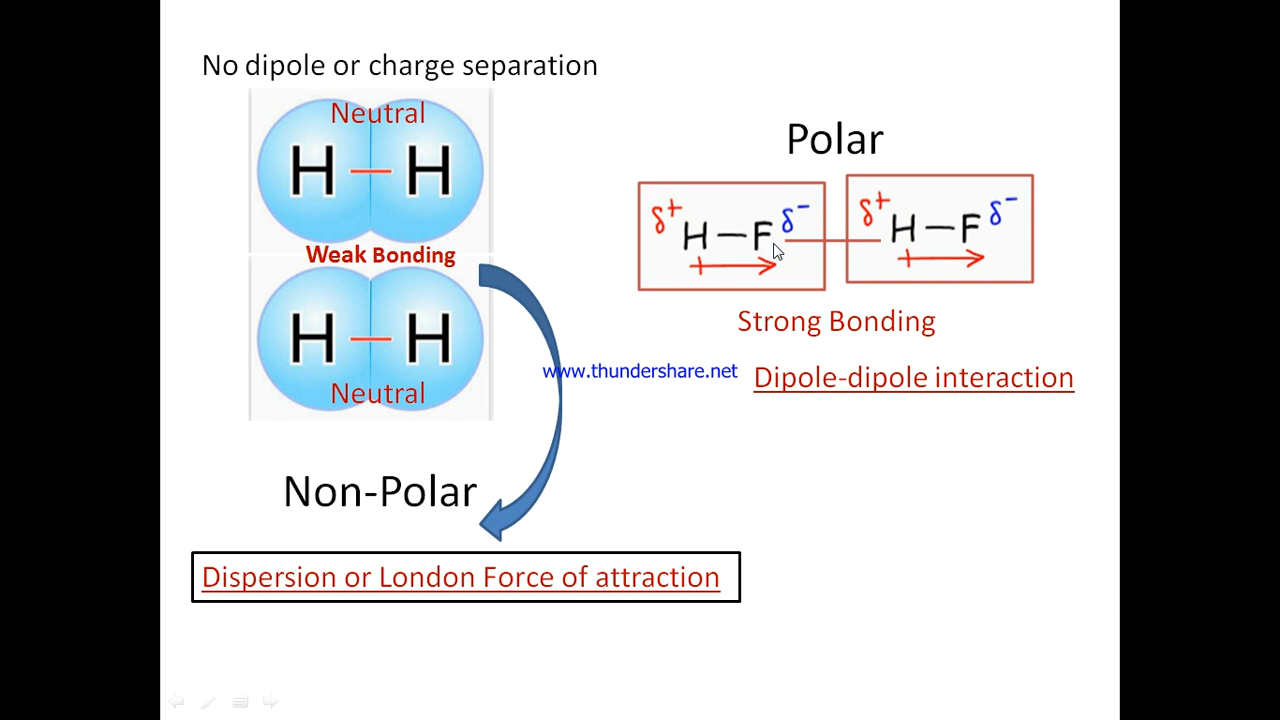 No dipole or charge separation
Neutral
H – H
Weak Bonding
H – H
Neutral
Non-Polar
Dispersion or London Force of attraction
Polar
δ+ H – F δ- δ+ H – F δ-
Strong Bonding
www.thundershare.net
Dipole-dipole interaction